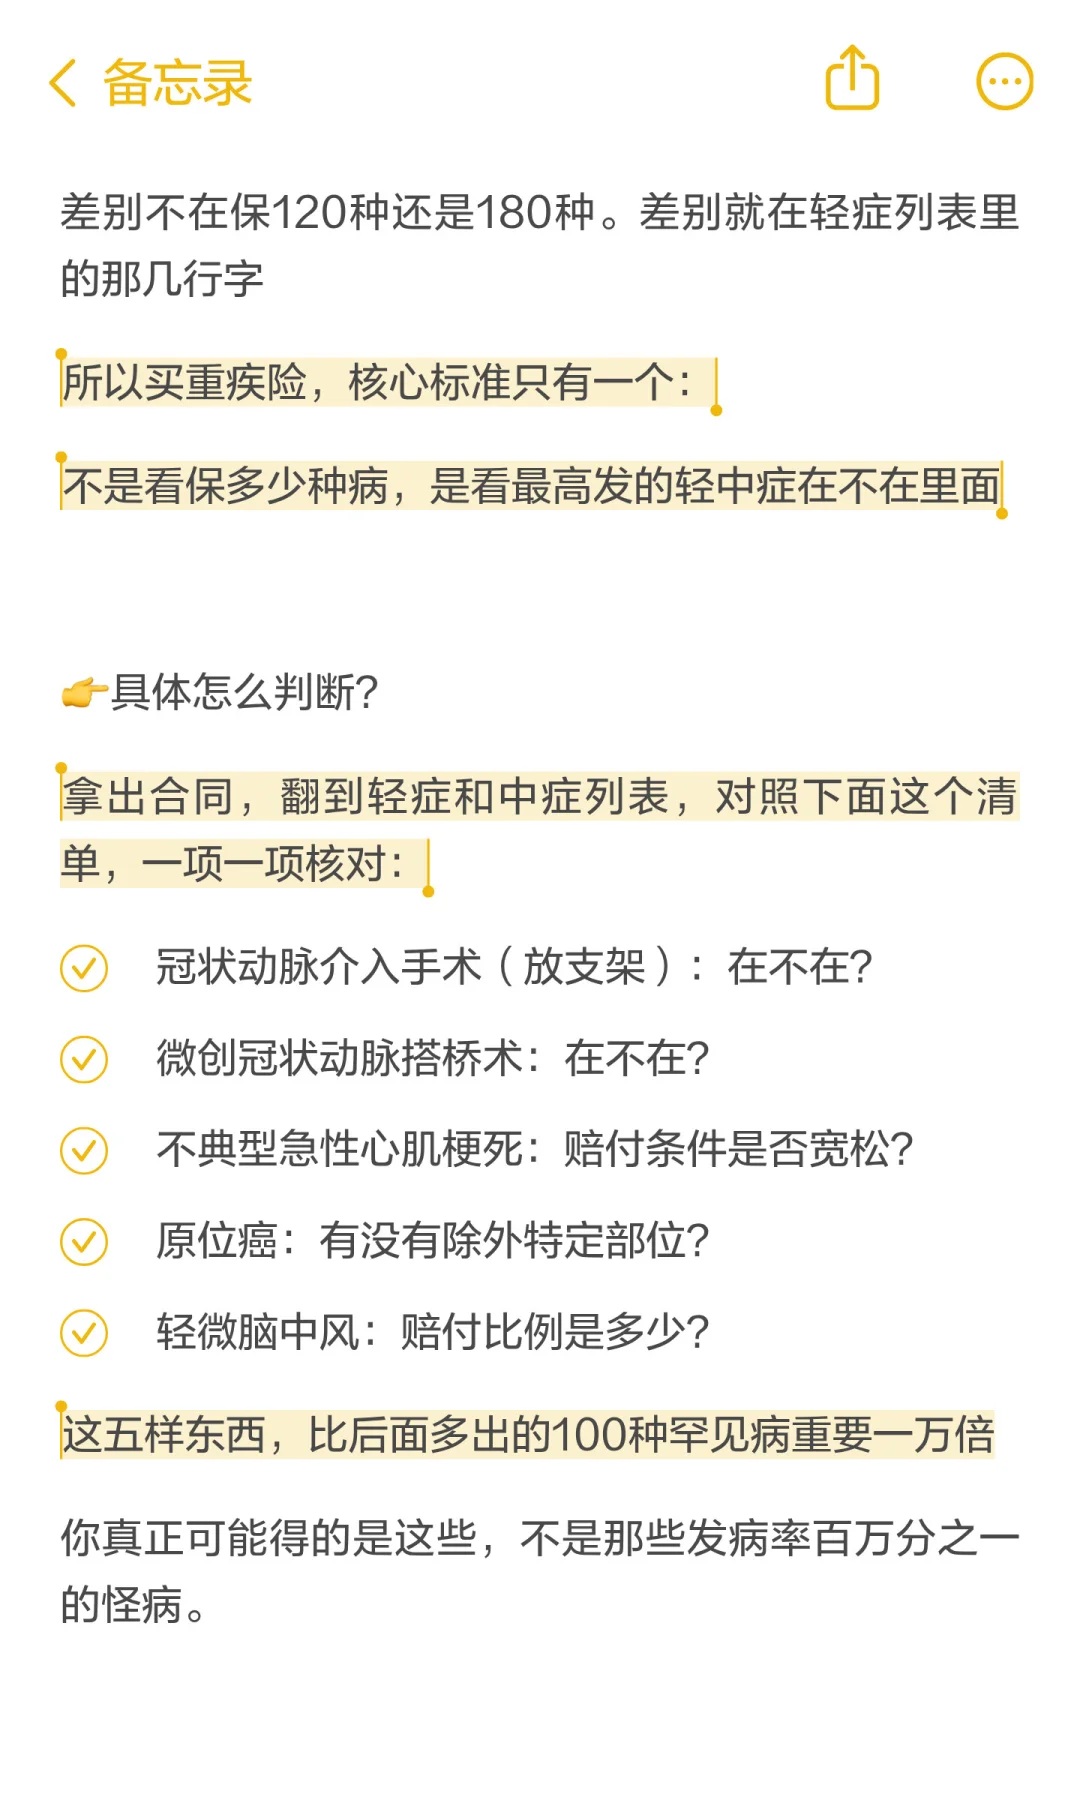 备忘录
差别不在保120种还是180种。差别就在轻症列表里
的那几行字
所以买重疾险，核心标准只有一个：
不是看保多少种病，是看最高发的轻中症在不在里面
👉具体怎么判断？
拿出合同，翻到轻症和中症列表，对照下面这个清
单，一项一项核对：
冠状动脉介入手术（放支架）：在不在？
微创冠状动脉搭桥术：在不在？
不典型急性心肌梗死：赔付条件是否宽松？
原位癌：有没有除外特定部位？
轻微脑中风：赔付比例是多少？
这五样东西，比后面多出的100种罕见病重要一万倍
你真正可能得的是这些，不是那些发病率百万分之一
的怪病。